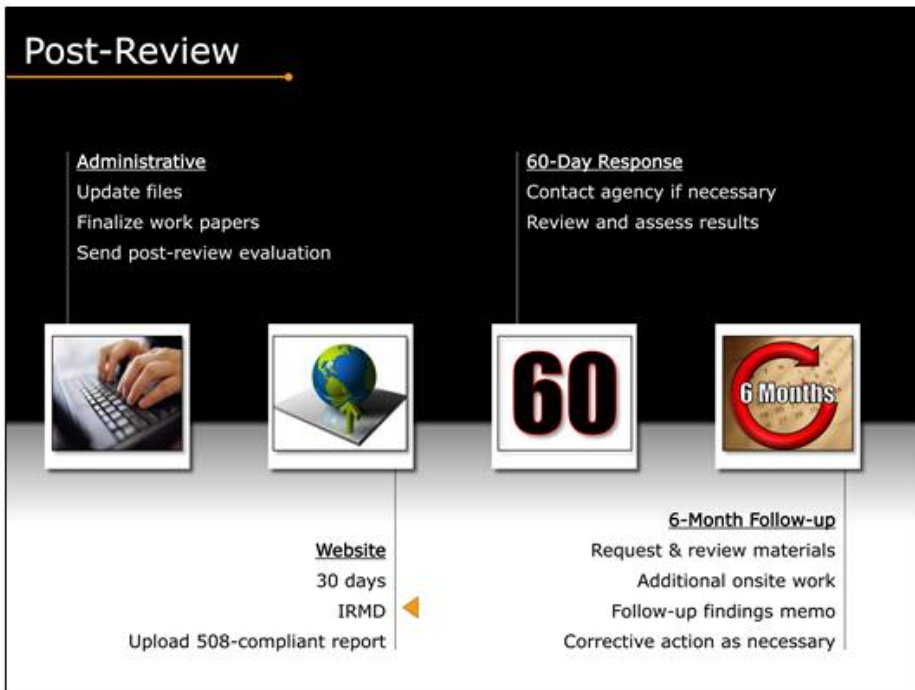 Post-Review
Administrative
Update files
Finalize work papers
Send post-review evaluation
60-Day Response
Contact agency if necessary
Review and assess results
60
6 Months
Website
30 days
IRMD
Upload 508-compliant report
6-Month Follow-up
Request & review materials
Additional onsite work
Follow-up findings memo
Corrective action as necessary